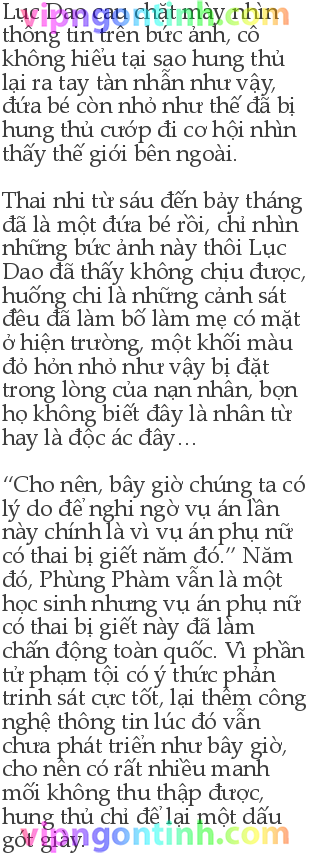 Lục Dao cau chặt mày nhìn
vipngontinh.com
thông tin trên bức ảnh, cô
không hiểu tại sao hung thủ
lại ra tay tàn nhẫn như vậy,
đứa bé còn nhỏ như thế đã bị
hung thủ cướp đi cơ hội nhìn
thấy thế giới bên ngoài.
Thai nhi từ sáu đến bảy tháng
đã là một đứa bé rồi, chỉ nhìn
những bức ảnh này thôi Lục
Dao đã thấy không chịu được,
huống chi là những cảnh sát
đều đã làm bố làm mẹ có mặt
ở hiện trường, một khối màu
đỏ hỏn nhỏ như vậy bị đặt
trong lòng của nạn nhân, bọn
họ không biết đây là nhân từ
hay là độc ác đây…
“Cho nên, bây giờ chúng ta có
lý do để nghi ngờ vụ án lần
này chính là vì vụ án phụ nữ
có thai bị giết năm đó.” Năm
đó, Phùng Phàm vẫn là một
học sinh nhưng vụ án phụ nữ
có thai bị giết này đã làm
chấn động toàn quốc. Vì phần
tử phạm tội có ý thức phản
trinh sát cực tốt, lại thêm công
nghệ thông tin lúc đó vẫn
chưa phát triển như bây giờ,
cho nên có rất nhiều manh
mối không thu thập được,
hung thủ chỉ để lại một dấu
vipngontinh.com
gót giày.